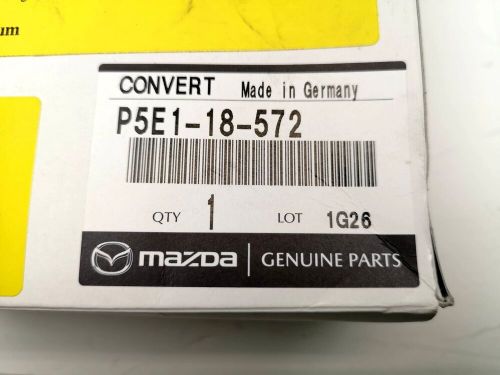 um
CONVERT Made in Germany
P5E1-18-572
QTY 1 LOT 1G26
mazda GENUINE PARTS